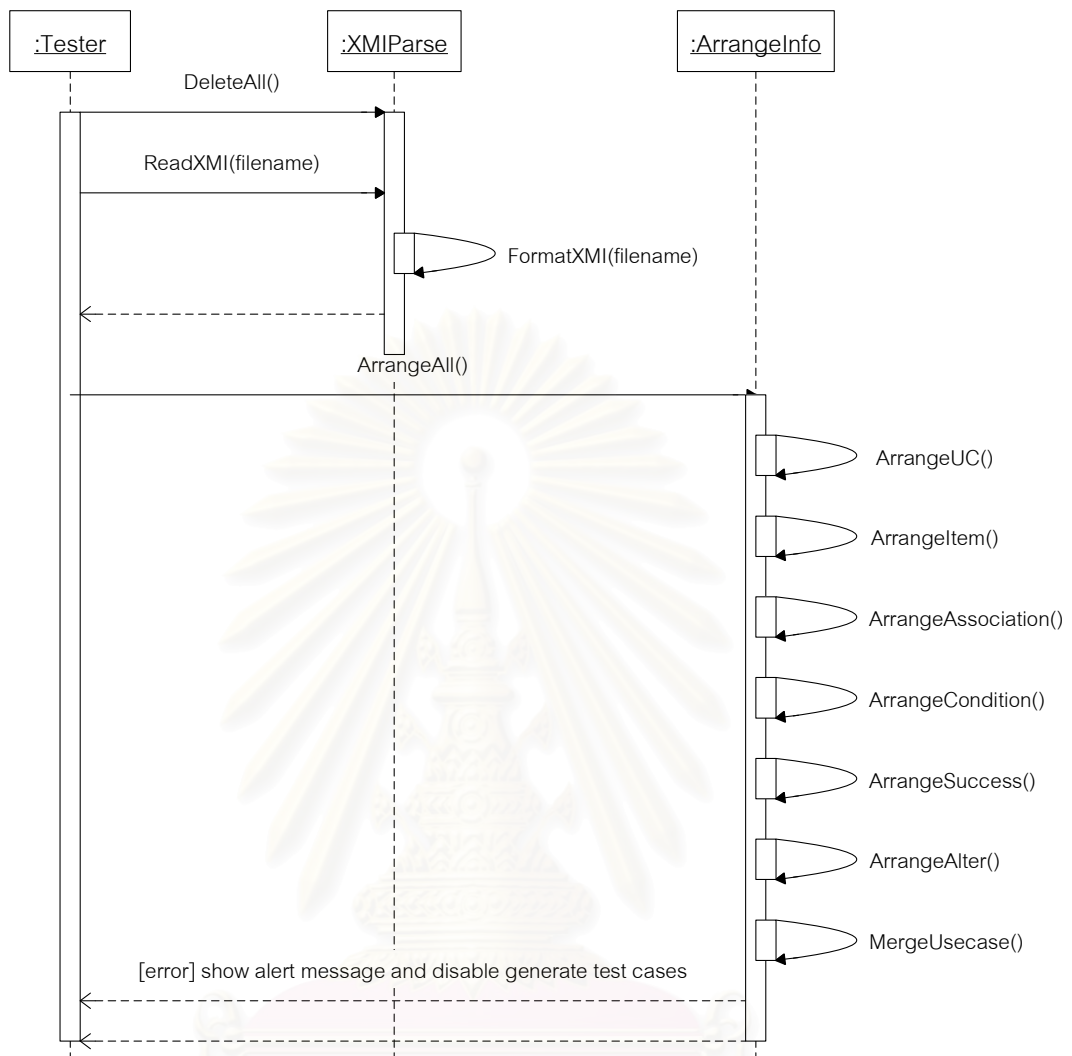 :Tester
:XMIParse
:ArrangeInfo
DeleteAll()
ReadXMI(filename)
FormatXMI(filename)
ArrangeAll()
ArrangeUC()
ArrangeItem()
ArrangeAssociation()
ArrangeCondition()
ArrangeSuccess()
ArrangeAlter()
MergeUsecase()
[error] show alert message and disable generate test cases